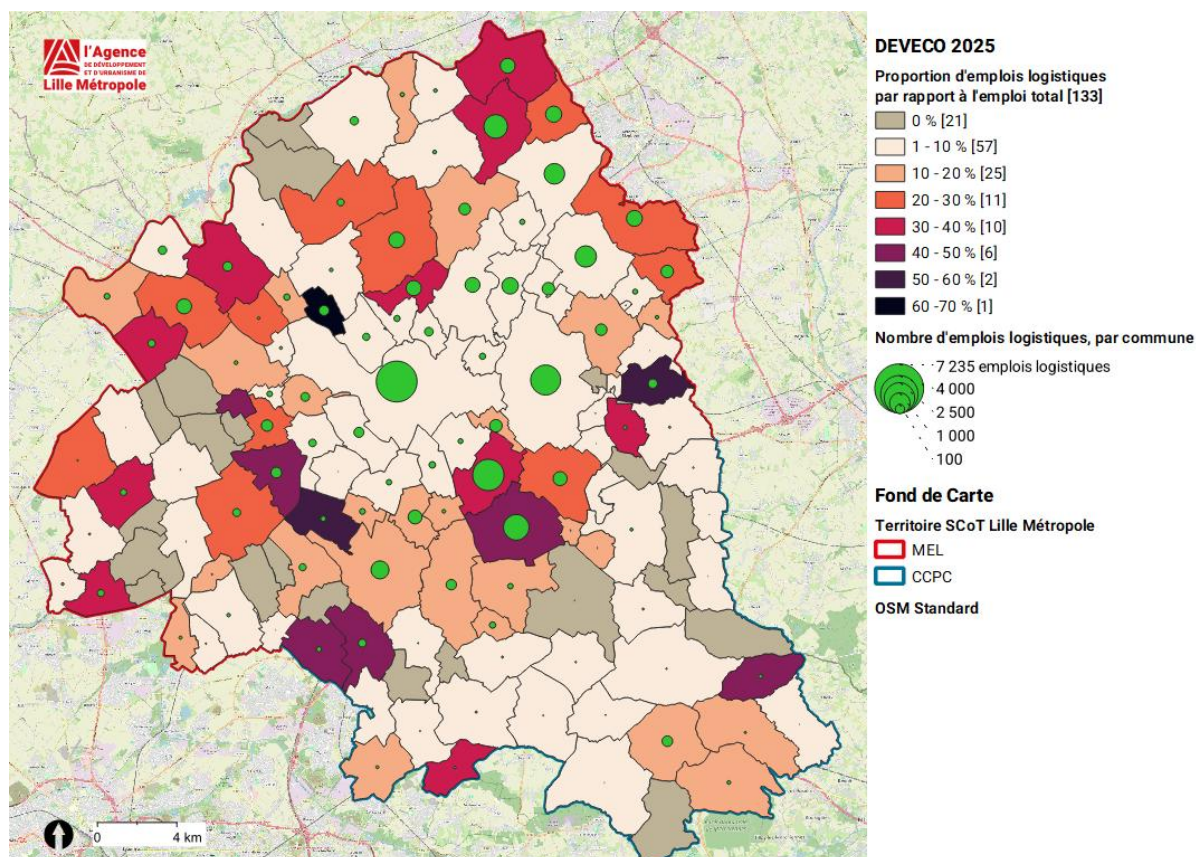 l'Agence
DE DÉVELOPPEMENT
ET D'URBANISME DE
Lille Métropole
DEVECO 2025
Proportion d'emplois logistiques
par rapport à l'emploi total [133]
0 % [21]
1 - 10 % [57]
10 - 20 % [25]
20 - 30 % [11]
30 - 40 % [10]
40 - 50 % [6]
50 - 60 % [2]
60 -70 % [1]
Nombre d'emplois logistiques, par commune
7 235 emplois logistiques
4 000
2 500
1 000
100
Fond de Carte
Territoire SCoT Lille Métropole
MEL
CCPC
OSM Standard
0 4 km